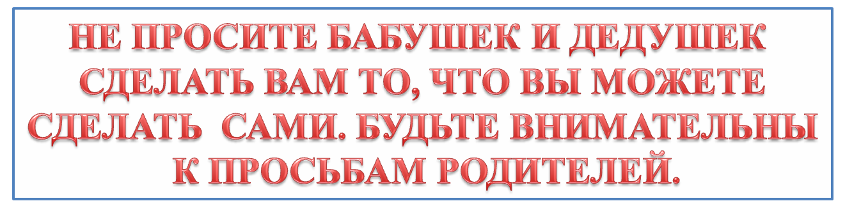 НЕ ПРОСИТЕ БАБУШЕК И ДЕДУШЕК
СДЕЛАТЬ ВАМ ТО, ЧТО ВЫ МОЖЕТЕ
СДЕЛАТЬ САМИ. БУДЬТЕ ВНИМАТЕЛЬНЫ
К ПРОСЬБАМ РОДИТЕЛЕЙ.